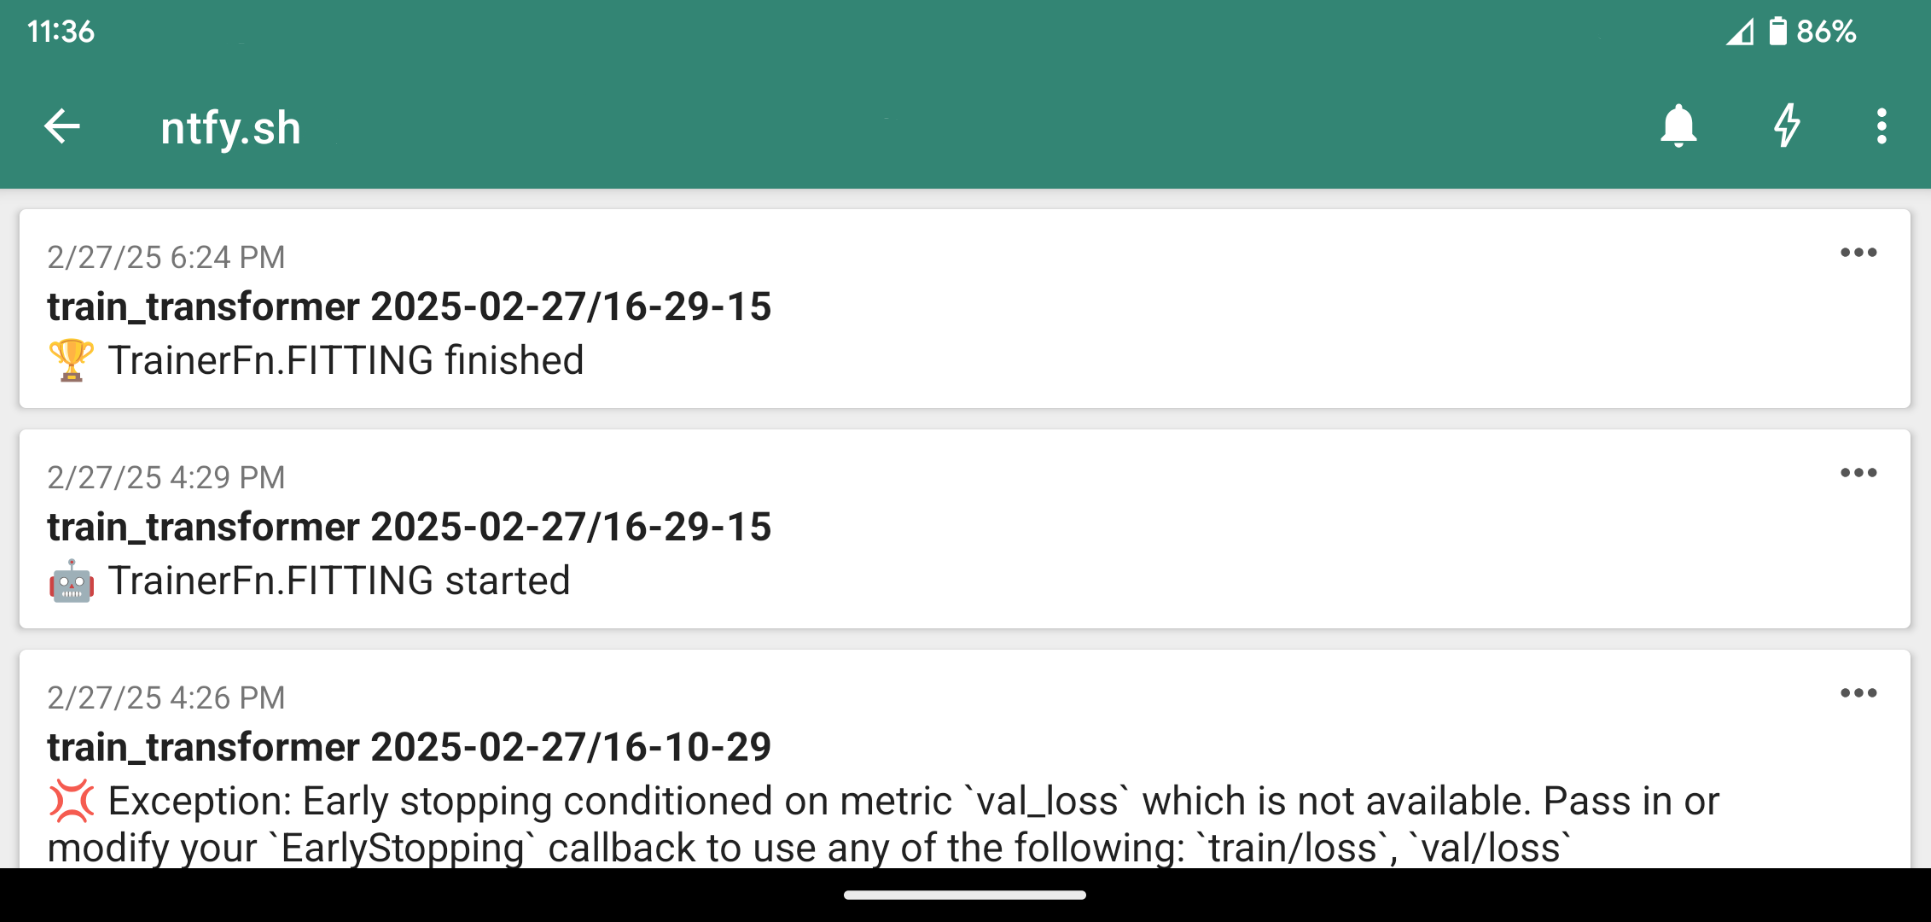 11:36
86%
ntfy.sh
2/27/25 6:24 PM
train_transformer 2025-02-27/16-29-15
🏆 TrainerFn.FITTING finished
2/27/25 4:29 PM
train_transformer 2025-02-27/16-29-15
🤖 TrainerFn.FITTING started
2/27/25 4:26 PM
train_transformer 2025-02-27/16-10-29
💢 Exception: Early stopping conditioned on metric `val_loss` which is not available. Pass in or
modify your `EarlyStopping` callback to use any of the following: `train/loss`, `val/loss`